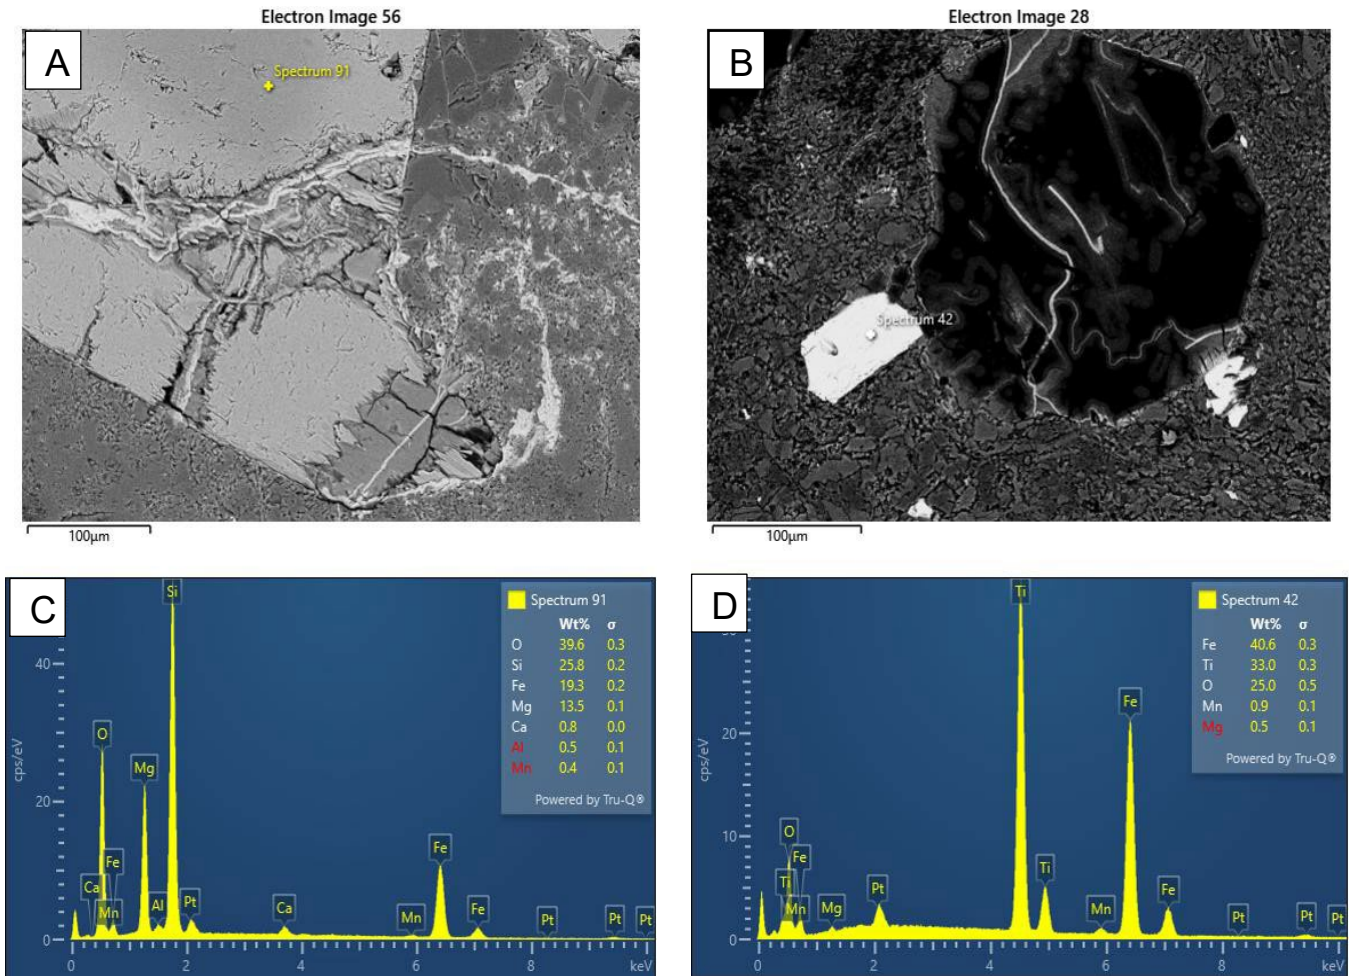 Electron Image 56
A
Spectrum 91
100µm
Electron Image 28
B
Spectrum 42
100µm
C
Spectrum 91
Wt% σ
O 39.6 0.3
Si 25.8 0.2
Fe 19.3 0.2
Mg 13.5 0.1
Ca 0.8 0.0
Al 0.5 0.1
Mn 0.4 0.1
Powered by Tru-Q®
Si
O
Mg
Fe
Ca
Mn
Al
Pt
Ca
Mn
Fe
Fe
Pt
Pt
Pt
cps/eV
40
20
0
0 2 4 6 8 keV
D
Spectrum 42
Wt% σ
Fe 40.6 0.3
Ti 33.0 0.3
O 25.0 0.5
Mn 0.9 0.1
Mg 0.5 0.1
Powered by Tru-Q®
Ti
Fe
O
Fe
Ti
Mn
Mg
Pt
Ti
Mn
Fe
Pt
Pt
Pt
cps/eV
20
10
0
0 2 4 6 8 keV